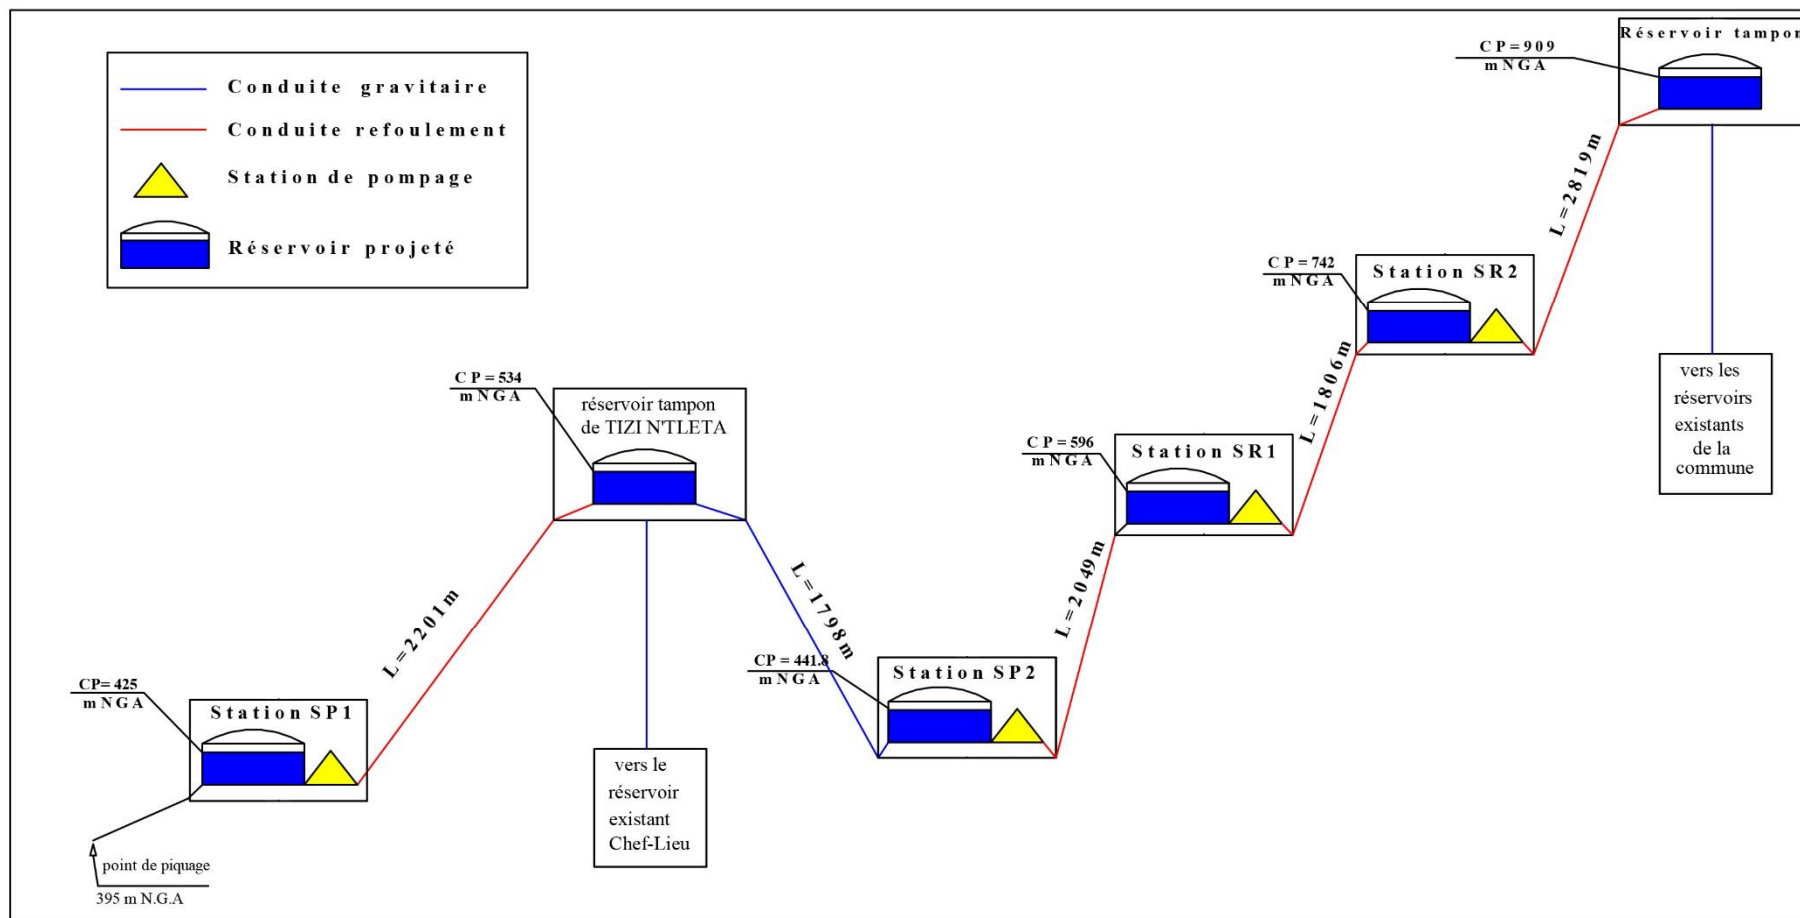 Conduite gravitaire
Conduite refoulement
Station de pompage
Réservoir projeté
CP=425
m NGA
Station SP1
point de piquage
395 m N.G.A
L=2201m
CP=534
m NGA
réservoir tampon
de TIZI N'TLETA
vers le
réservoir
existant
Chef-Lieu
L=1798m
CP=441.8
m NGA
Station SP2
L=2049m
CP=596
m NGA
Station SR1
L=1806m
CP=742
m NGA
Station SR2
L=2819m
CP=909
m NGA
Réservoir tampon
vers les
réservoirs
existants
de la
commune